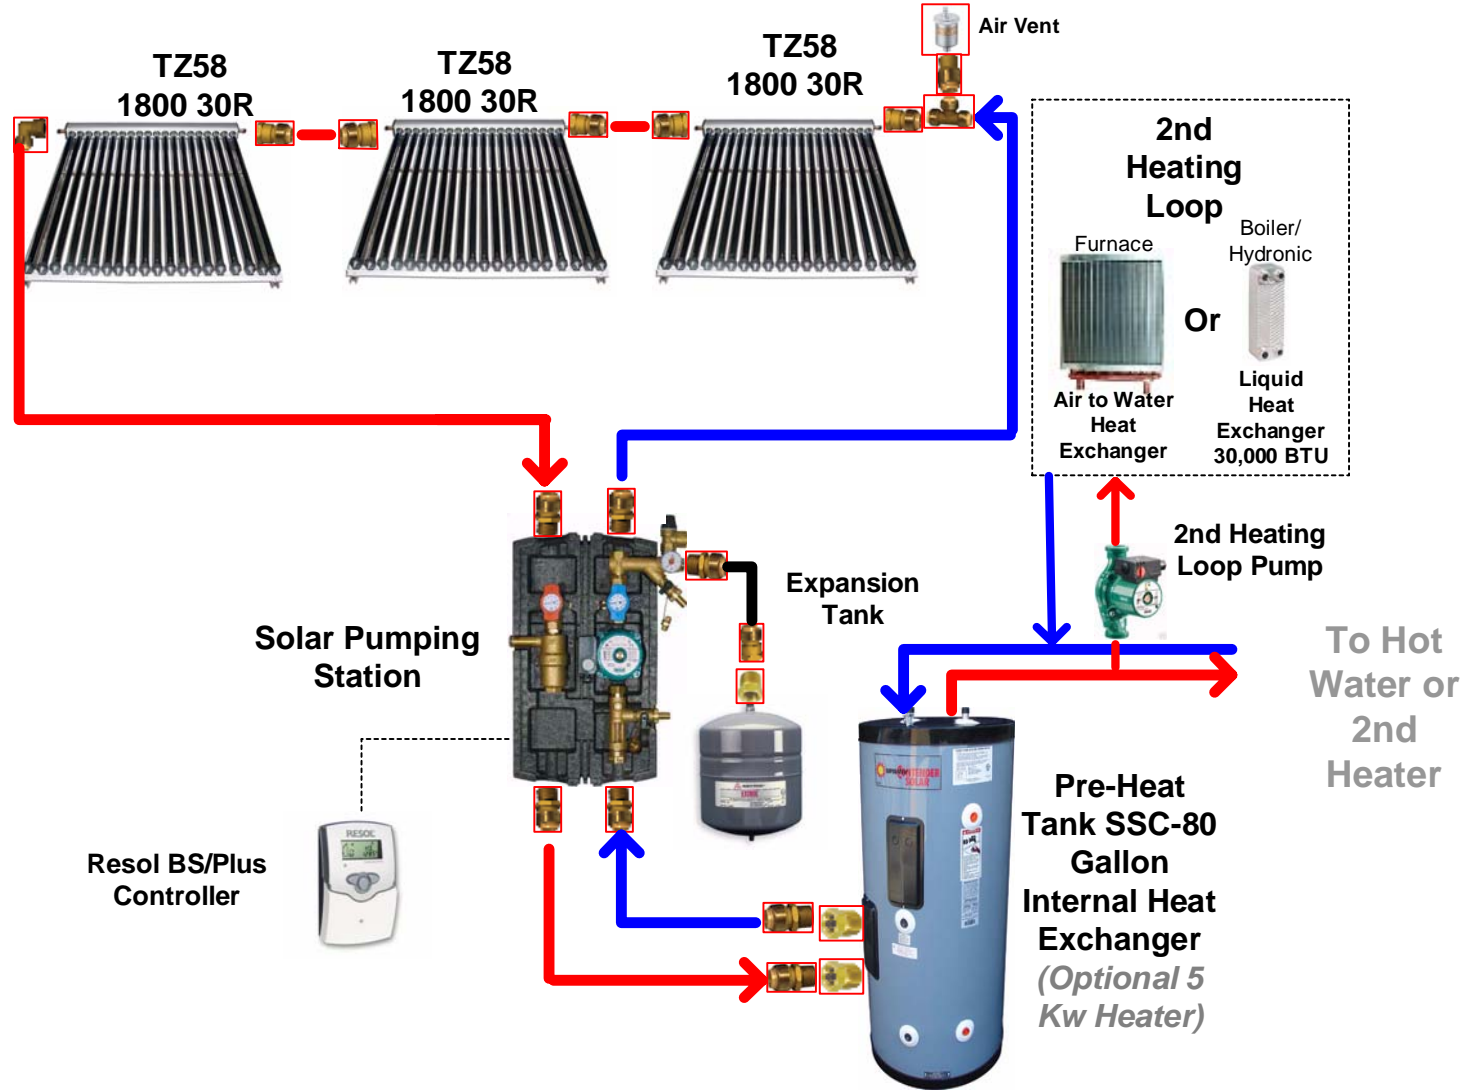 Air Vent
TZ58
1800 30R
TZ58
1800 30R
TZ58
1800 30R
2nd
Heating
Loop
Furnace
Boiler/
Hydronic
Or
Air to Water
Heat
Exchanger
Liquid
Heat
Exchanger
30,000 BTU
2nd Heating
Loop Pump
Expansion
Tank
Solar Pumping
Station
To Hot
Water or
2nd
Heater
RESOL
Resol BS/Plus
Controller
SOLAR
Pre-Heat
Tank SSC-80
Gallon
Internal Heat
Exchanger
(Optional 5
Kw Heater)